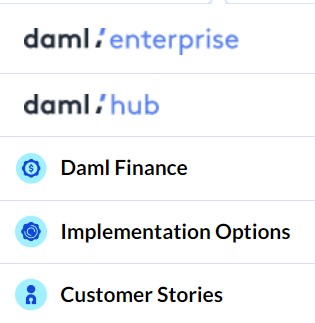 daml enterprise
daml hub
Daml Finance
Implementation Options
Customer Stories